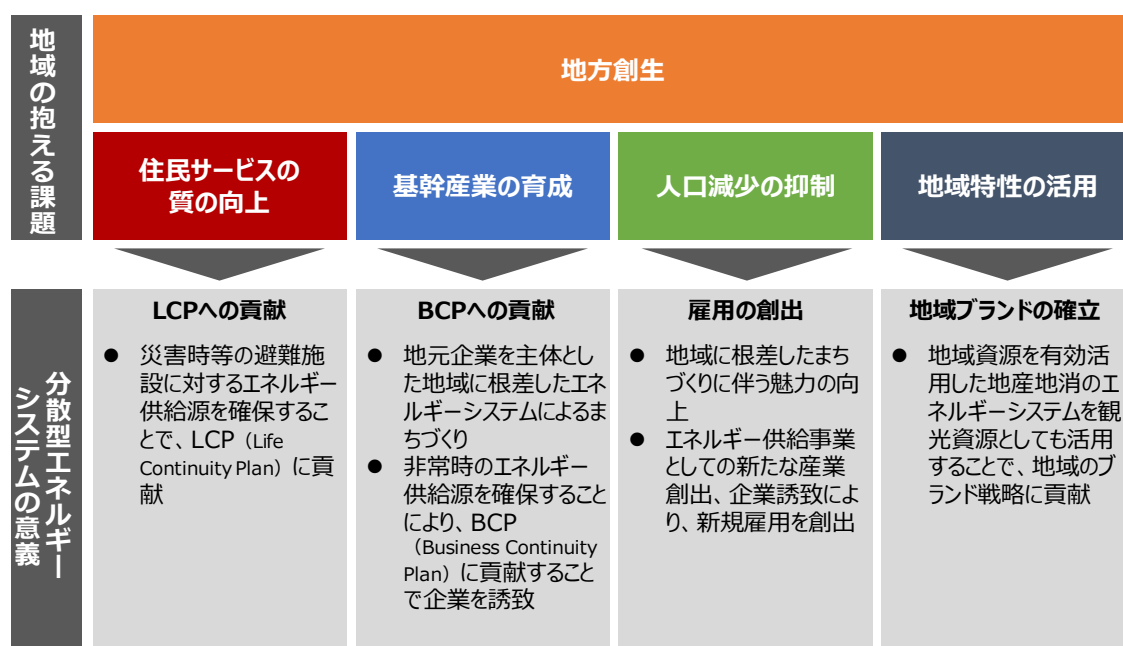 地域の抱える課題
地方創生
住民サービスの
質の向上
基幹産業の育成
人口減少の抑制
地域特性の活用
分散型エネルギー
システムの意義
LCPへの貢献
● 災害時等の避難施
設に対するエネルギー
供給源を確保するこ
とで、LCP（Life
Continuity Plan）に貢
献
BCPへの貢献
● 地元企業を主体とし
た地域に根差したエネ
ルギーシステムによるま
ちづくり
● 非常時のエネルギー
供給源を確保すること
により、BCP
（Business Continuity
Plan）に貢献すること
で企業を誘致
雇用の創出
● 地域に根差したまち
づくりに伴う魅力の向
上
● エネルギー供給事業
としての新たな産業
創出、企業誘致によ
り、新規雇用を創出
地域ブランドの確立
● 地域資源を有効活
用した地産地消のエ
ネルギーシステムを観
光資源としても活用
することで、地域のブ
ランド戦略に貢献